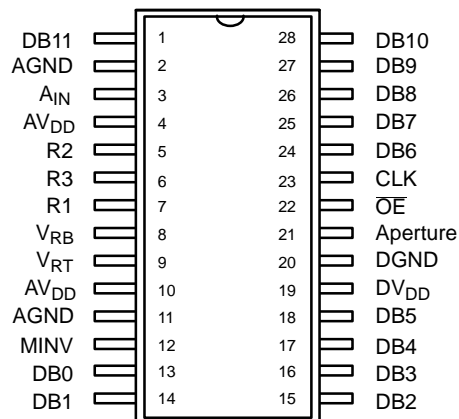 DB11 1 28 DB10
AGND 2 27 DB9
AIN 3 26 DB8
AVDD 4 25 DB7
R2 5 24 DB6
R3 6 23 CLK
R1 7 22 O̅E̅
VRB 8 21 Aperture
VRT 9 20 DGND
AVDD 10 19 DVDD
AGND 11 18 DB5
MINV 12 17 DB4
DB0 13 16 DB3
DB1 14 15 DB2